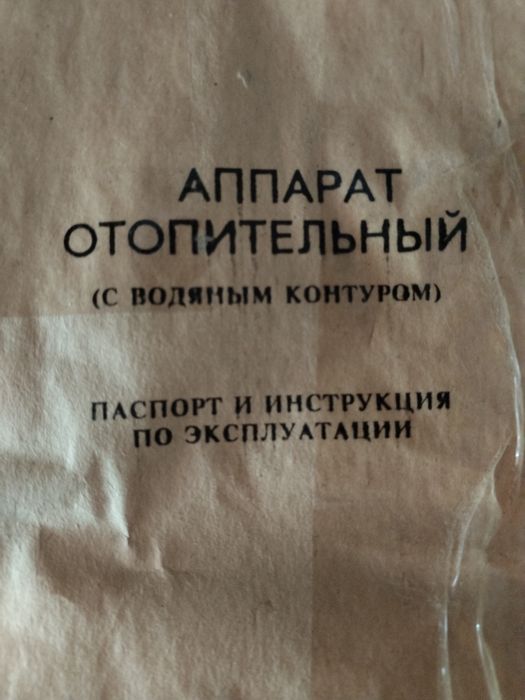 АППАРАТ
ОТОПИТЕЛЬНЫЙ
(С ВОДЯНЫМ КОНТУРОМ)
ПАСПОРТ И ИНСТРУКЦИЯ
ПО ЭКСПЛУАТАЦИИ